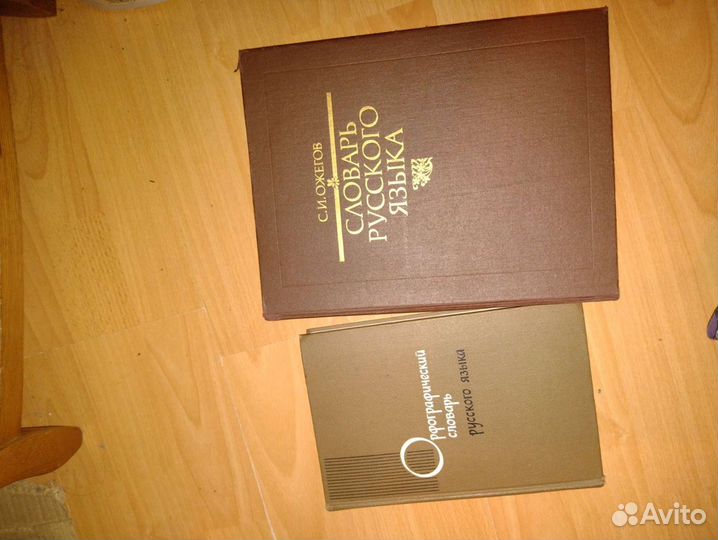 С.И.ОЖЕГОВ
СЛОВАРЬ
РУССКОГО
ЯЗЫКА
Орфографический
словарь
русского языка
Avito